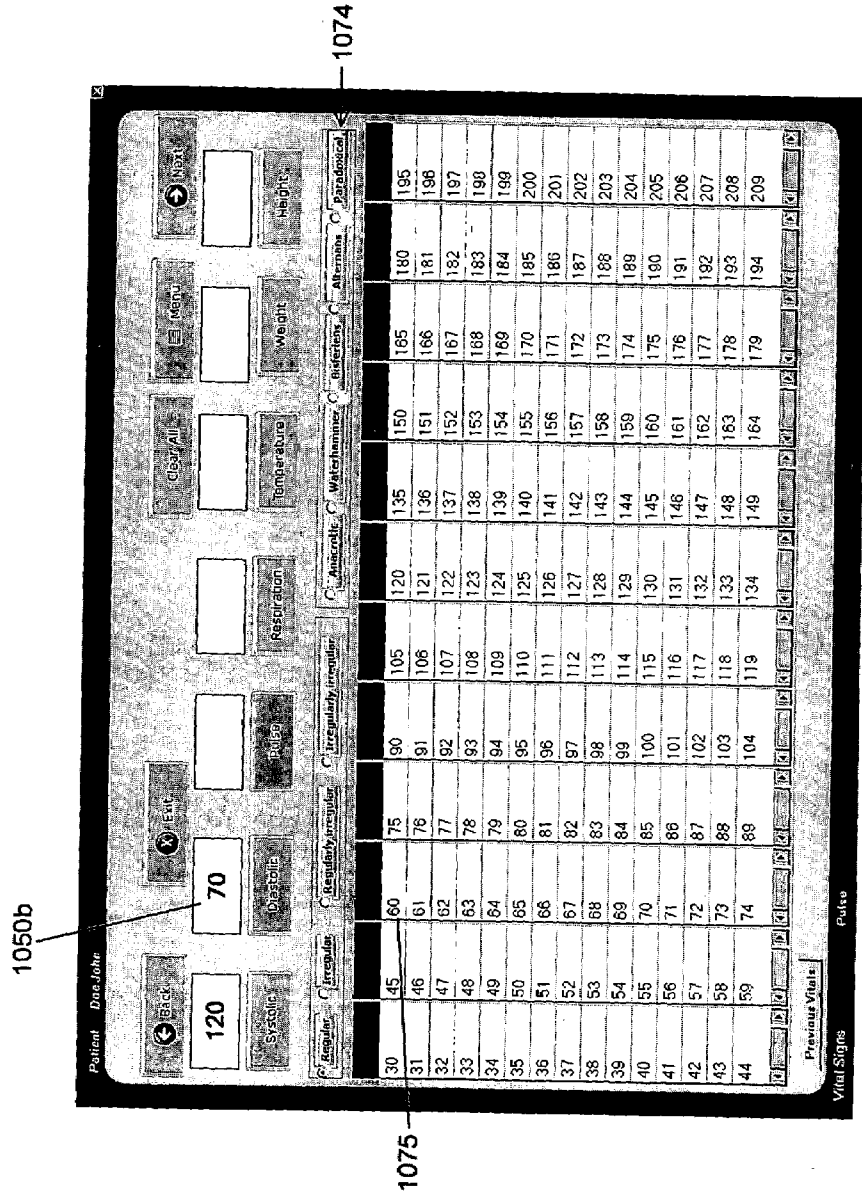 Patient Doe John
Back Exit Clear All Menu Next
120 70
Systolic Diastolic Pulse Respiration Temperature Weight Height
Regular Irregular Regularly irregular Irregularly irregular Anacrotic Waterhammer Bisferiens Alternans Paradoxical
30 45 60 75 90 105 120 135 150 165 180 195
31 46 61 76 91 106 121 136 151 166 181 196
32 47 62 77 92 107 122 137 152 167 182 197
33 48 63 78 93 108 123 138 153 168 183 198
34 49 64 79 94 109 124 139 154 169 184 199
35 50 65 80 95 110 125 140 155 170 185 200
36 51 66 81 96 111 126 141 156 171 186 201
37 52 67 82 97 112 127 142 157 172 187 202
38 53 68 83 98 113 128 143 158 173 188 203
39 54 69 84 99 114 129 144 159 174 189 204
40 55 70 85 100 115 130 145 160 175 190 205
41 56 71 86 101 116 131 146 161 176 191 206
42 57 72 87 102 117 132 147 162 177 192 207
43 58 73 88 103 118 133 148 163 178 193 208
44 59 74 89 104 119 134 149 164 179 194 209
Previous Vitals
Vital Signs Pulse
1050b
1074
1075